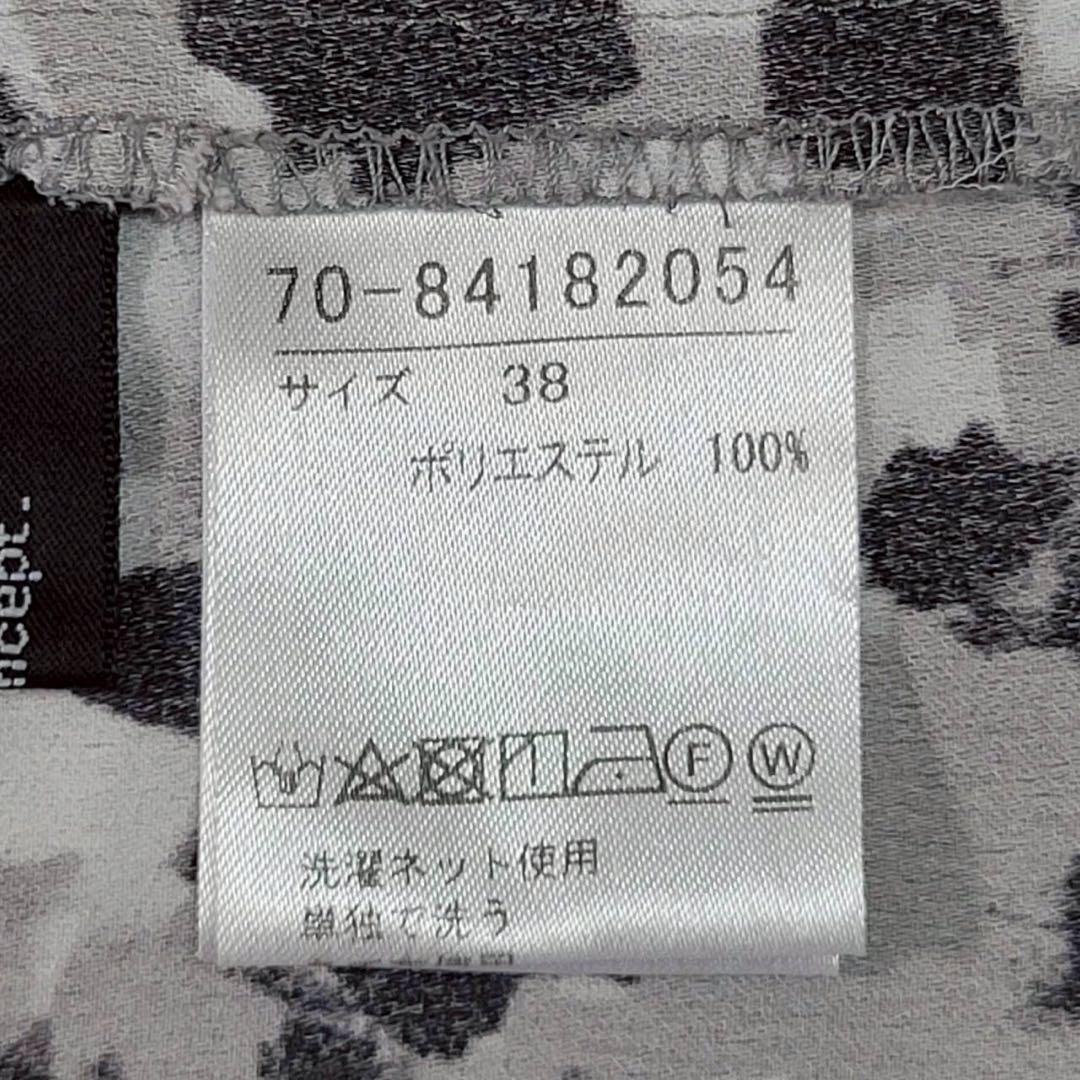 70-84182054
サイズ 38
ポリエステル 100%
F W
洗濯ネット使用
単独で洗う
ncept.